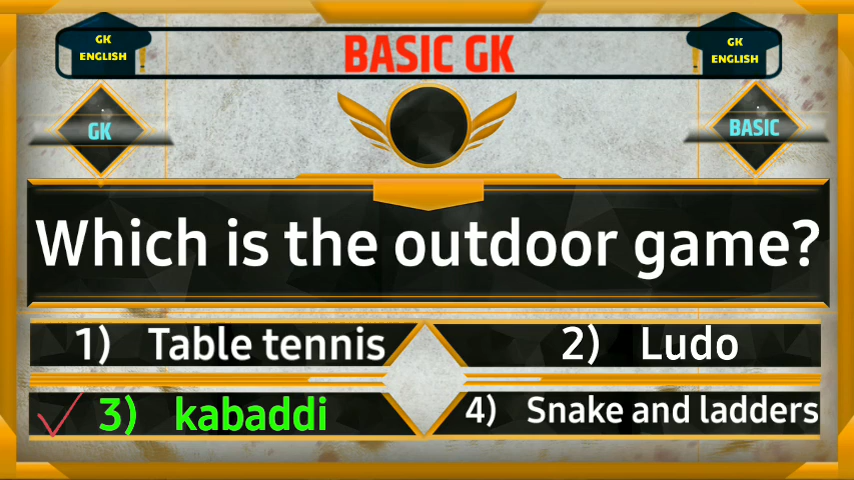 GK
ENGLISH
BASIC GK
GK
ENGLISH
GK
BASIC
Which is the outdoor game?
1) Table tennis
2) Ludo
3) kabaddi
4) Snake and ladders